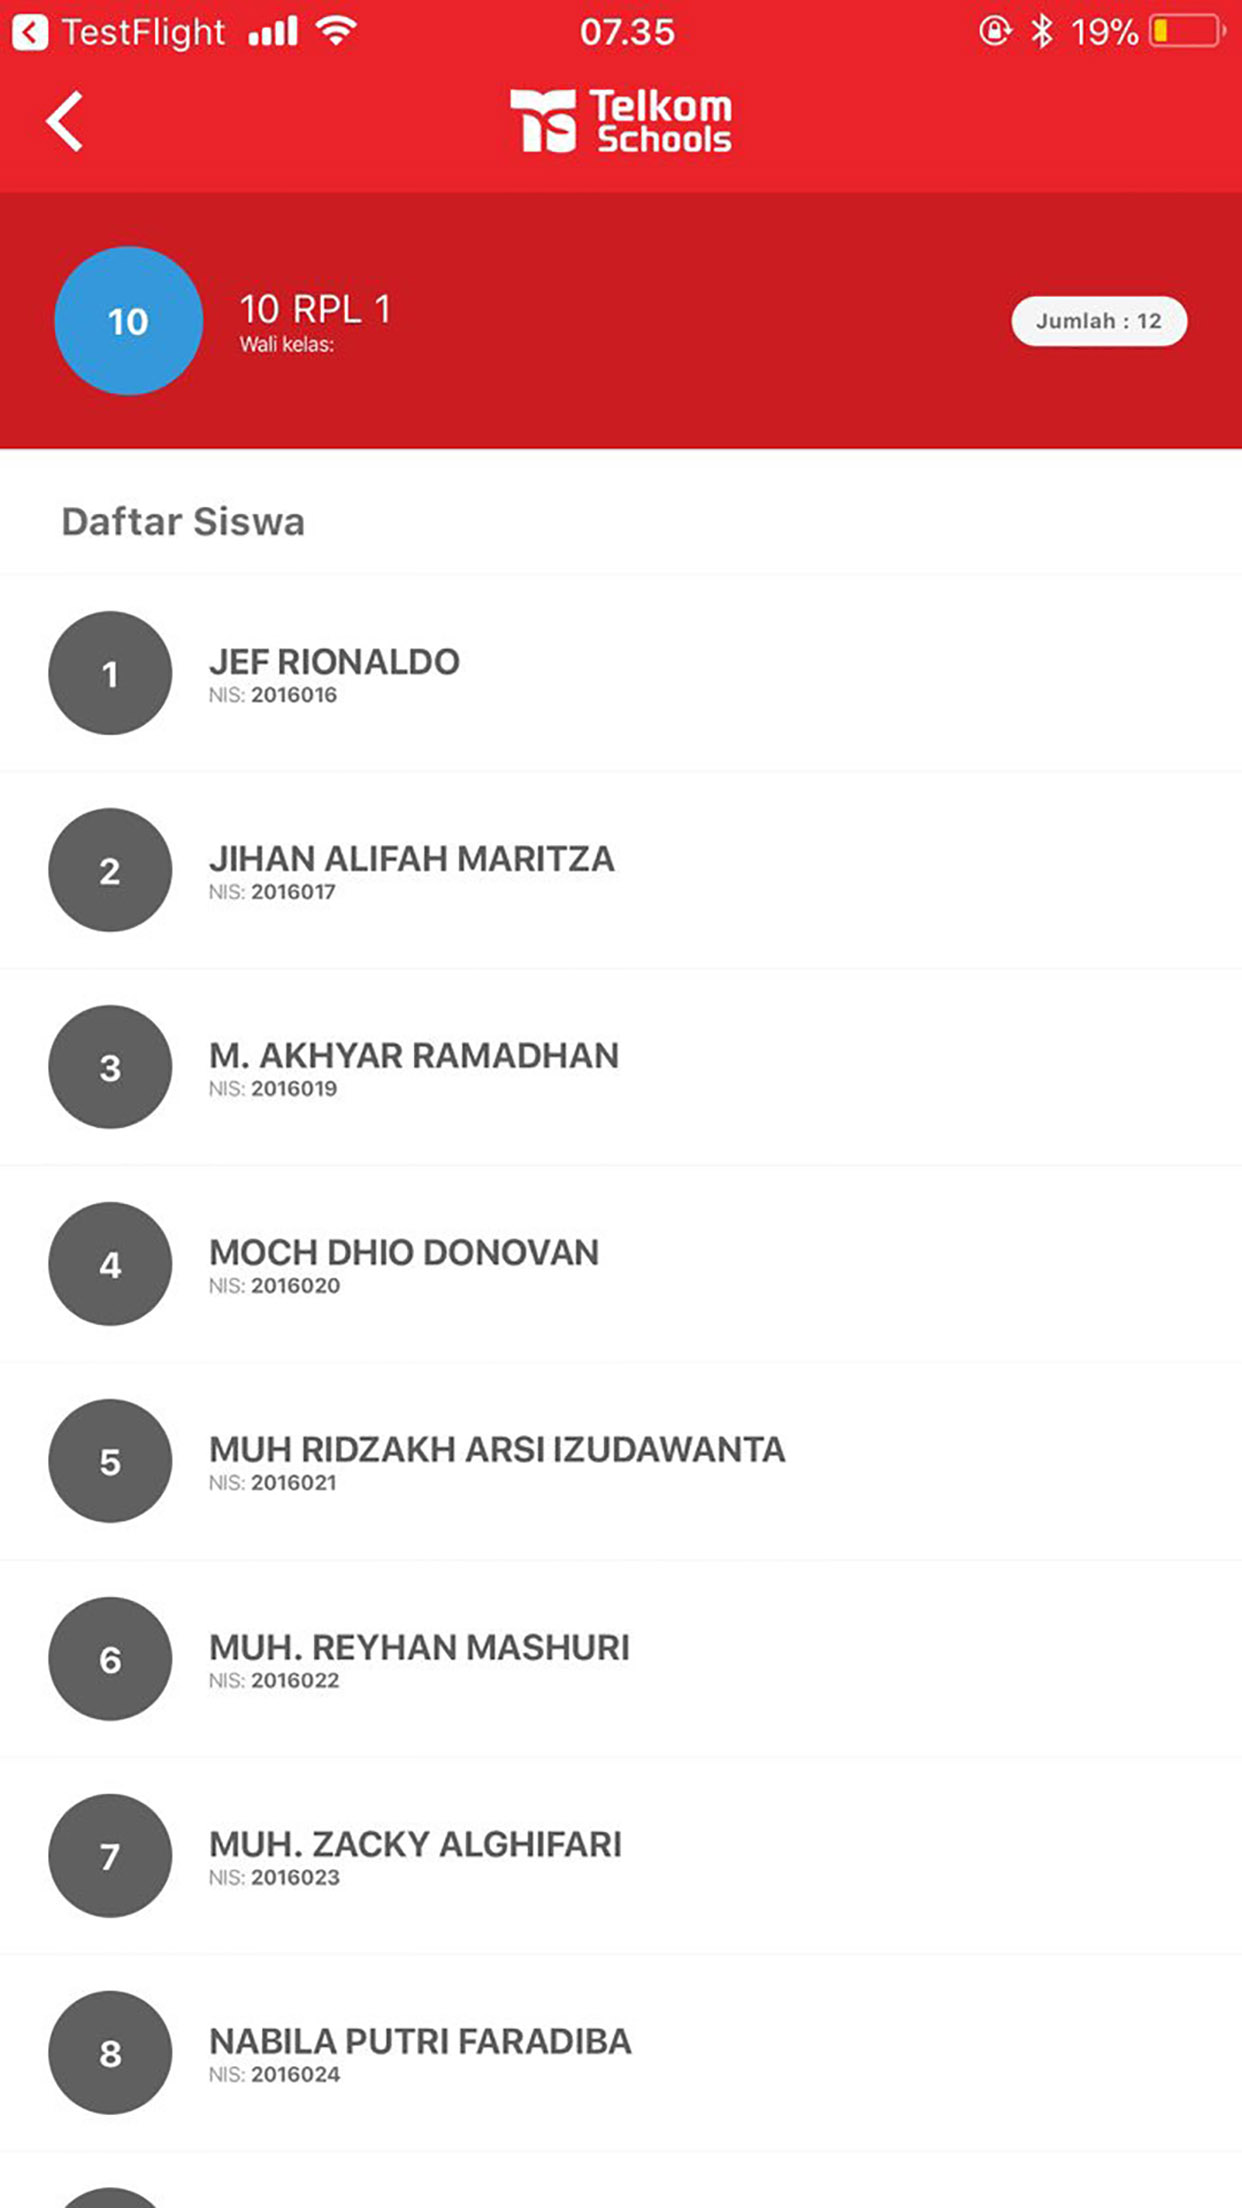 TestFlight 07.35 19%
Telkom
Schools
10
10 RPL 1
Wali kelas:
Jumlah : 12
Daftar Siswa
1
JEF RIONALDO
NIS: 2016016
2
JIHAN ALIFAH MARITZA
NIS: 2016017
3
M. AKHYAR RAMADHAN
NIS: 2016019
4
MOCH DHIO DONOVAN
NIS: 2016020
5
MUH RIDZAKH ARSI IZUDAWANTA
NIS: 2016021
6
MUH. REYHAN MASHURI
NIS: 2016022
7
MUH. ZACKY ALGHIFARI
NIS: 2016023
8
NABILA PUTRI FARADIBA
NIS: 2016024